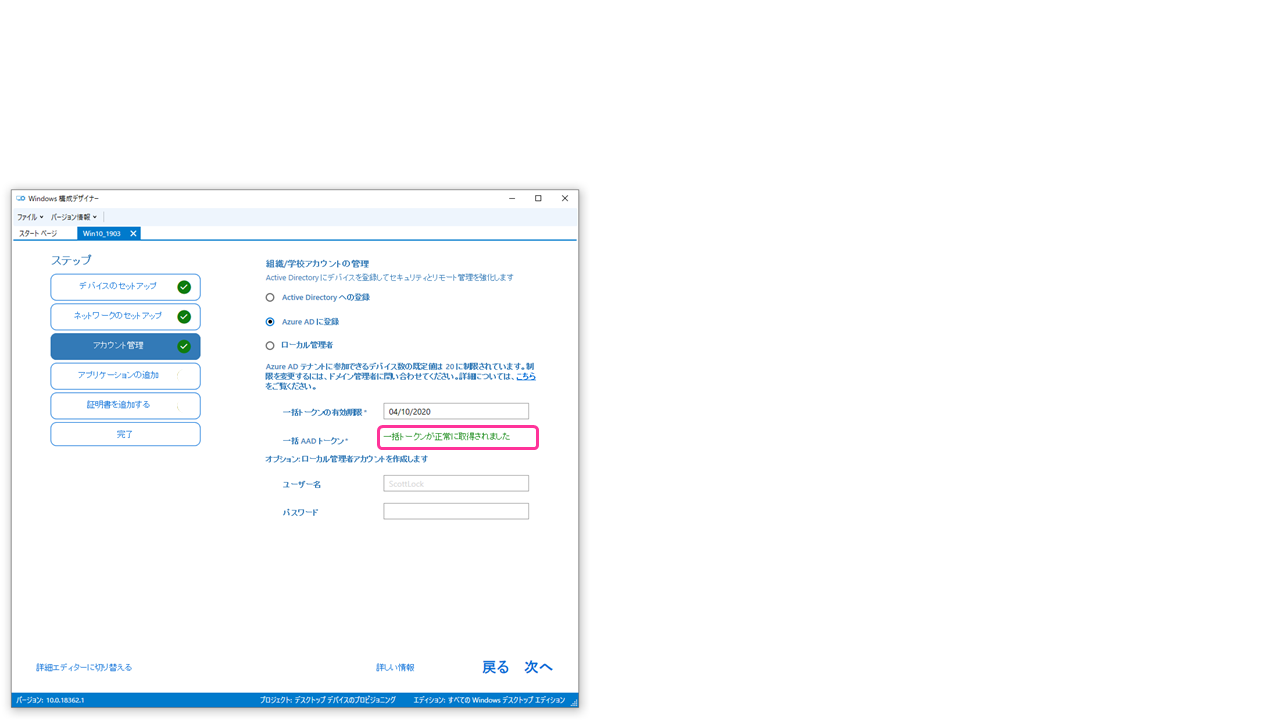 Windows 構成デザイナー
ファイル バージョン情報
スタート ページ Win10_1903
ステップ
デバイスのセットアップ
ネットワークのセットアップ
アカウント管理
アプリケーションの追加
証明書を追加する
完了
組織/学校アカウントの管理
Active Directory にデバイスを登録してセキュリティとリモート管理を強化します
Active Directory への登録
Azure AD に登録
ローカル管理者
Azure AD テナントに参加できるデバイス数の既定値は 20 に制限されています。制
限を変更するには、ドメイン管理者に問い合わせてください。詳細については、こちら
をご覧ください。
一括トークンの有効期限 * 04/10/2020
一括 AAD トークン * 一括トークンが正常に取得されました
オプション: ローカル管理者アカウントを作成します
ユーザー名 ScottLock
パスワード
詳細エディターに切り替える 詳しい情報 戻る 次へ
バージョン: 10.0.18362.1 プロジェクト: デスクトップ デバイスのプロビジョニング エディション: すべての Windows デスクトップ エディション